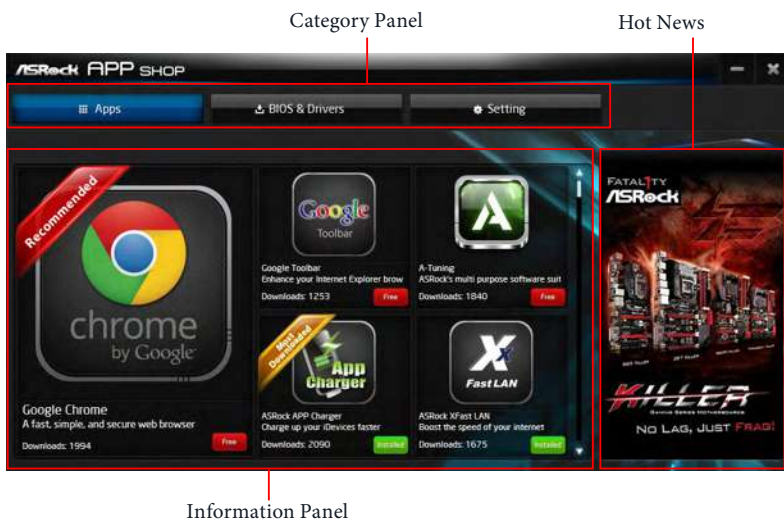 Category Panel
Hot News
ASRock APP SHOP
Apps
BIOS & Drivers
Setting
Recommended
chrome
by Google
Google Chrome
A fast, simple, and secure web browser
Downloads: 1994
Free
Google
Toolbar
Google Toolbar
Enhance your Internet Explorer brow
Downloads: 1253
Free
A-Tuning
ASRock's multi purpose software suit
Downloads: 1840
Free
Most
Downloaded
App
Charger
ASRock APP Charger
Charge up your iDevices faster
Downloads: 2090
Installed
X
Fast LAN
ASRock XFast LAN
Boost the speed of your internet
Downloads: 1675
Installed
FATAL1TY
ASRock
KILLER
GAMING SERIES MOTHERBOARDS
NO LAG, JUST FRAG!
Information Panel